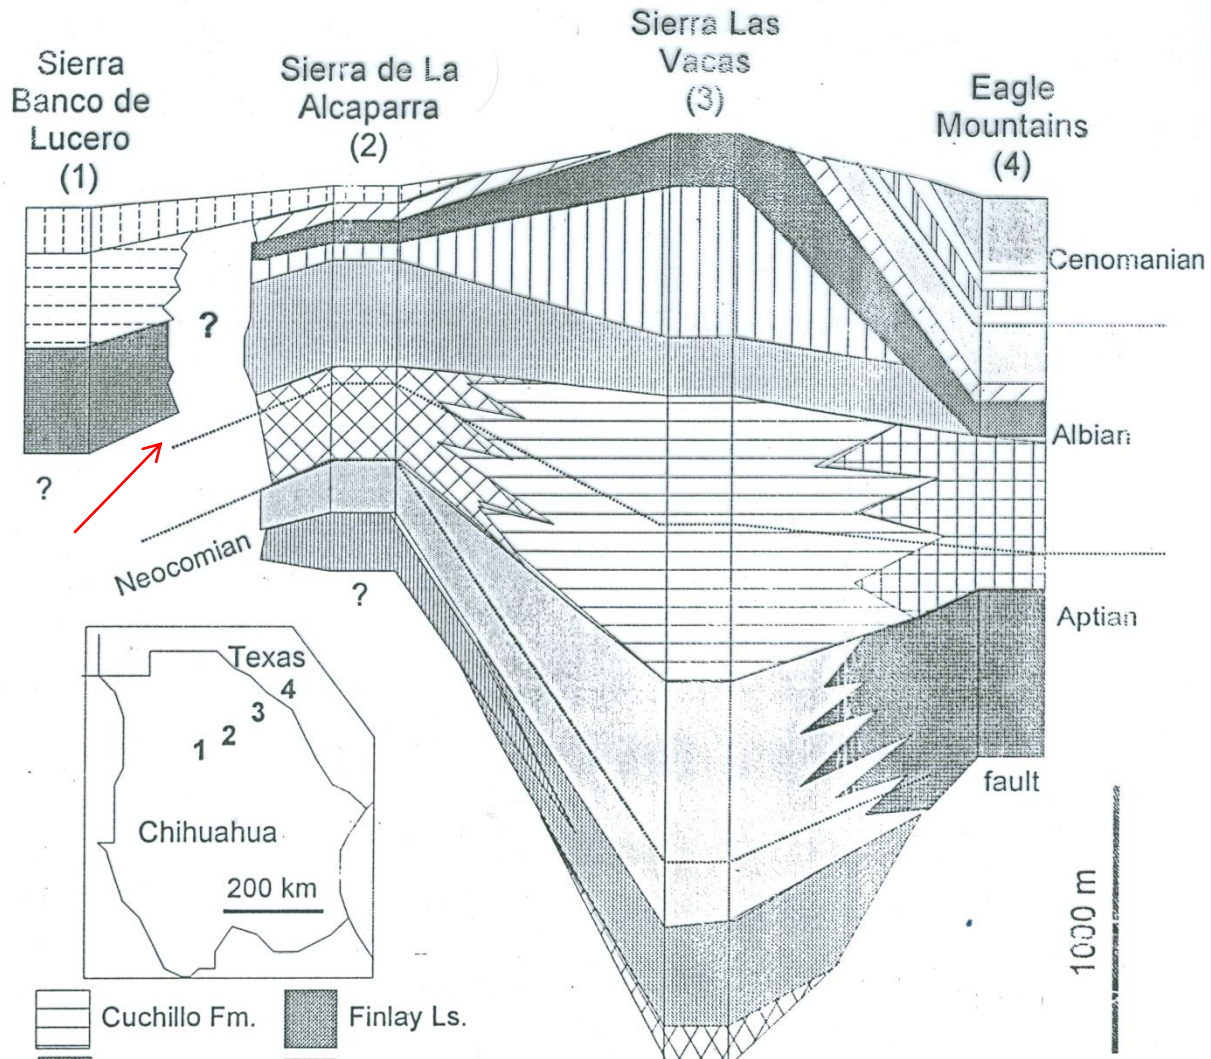 Sierra
Banco de
Lucero
(1)
Sierra de La
Alcaparra
(2)
Sierra Las
Vacas
(3)
Eagle
Mountains
(4)
?
?
?
Neocomian
Cenomanian
Albian
Aptian
fault
1000 m
Texas
4
3
2
1
Chihuahua
200 km
Cuchillo Fm.
Finlay Ls.